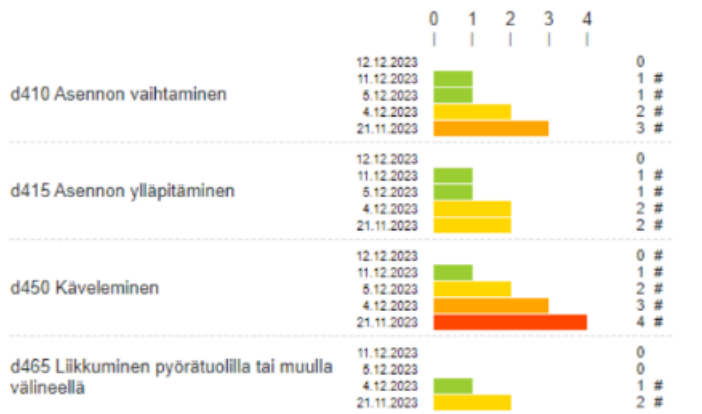 0 1 2 3 4
12.12.2023 0
11.12.2023 1 #
d410 Asennon vaihtaminen 5.12.2023 1 #
4.12.2023 2 #
21.11.2023 3 #
12.12.2023 0
11.12.2023 1 #
d415 Asennon ylläpitäminen 5.12.2023 1 #
4.12.2023 2 #
21.11.2023 2 #
12.12.2023 0 #
11.12.2023 1 #
d450 Käveleminen 5.12.2023 2 #
4.12.2023 3 #
21.11.2023 4 #
11.12.2023 0
d465 Liikkuminen pyörätuolilla tai muulla 5.12.2023 0
välineellä 4.12.2023 1 #
21.11.2023 2 #